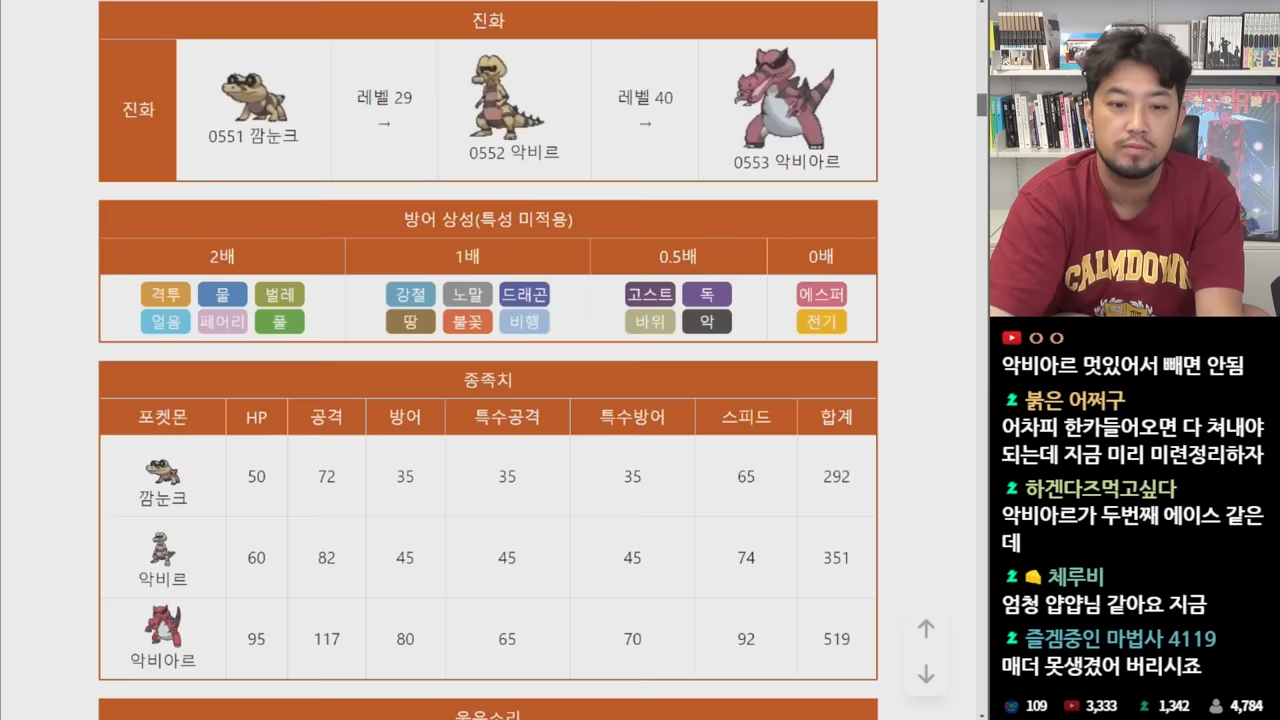 진화
진화
0551 깜눈크
레벨 29
→
0552 악비르
레벨 40
→
0553 악비아르
방어 상성(특성 미적용)
2배 1배 0.5배 0배
격투 물 벌레 강철 노말 드래곤 고스트 독 에스퍼
얼음 페어리 풀 땅 불꽃 비행 바위 악 전기
종족치
포켓몬 HP 공격 방어 특수공격 특수방어 스피드 합계
깜눈크 50 72 35 35 35 65 292
악비르 60 82 45 45 45 74 351
악비아르 95 117 80 65 70 92 519
CALMDOWN
ㅇㅇ
악비아르 멋있어서 빼면 안됨
붉은 어쩌구
어차피 한카들어오면 다 쳐내야
되는데 지금 미리 미련정리하자
하겐다즈먹고싶다
악비아르가 두번째 에이스 같은
데
체루비
엄청 얍얍님 같아요 지금
즐겜중인 마법사 4119
매더 못생겼어 버리시죠
109 3,333 1,342 4,784